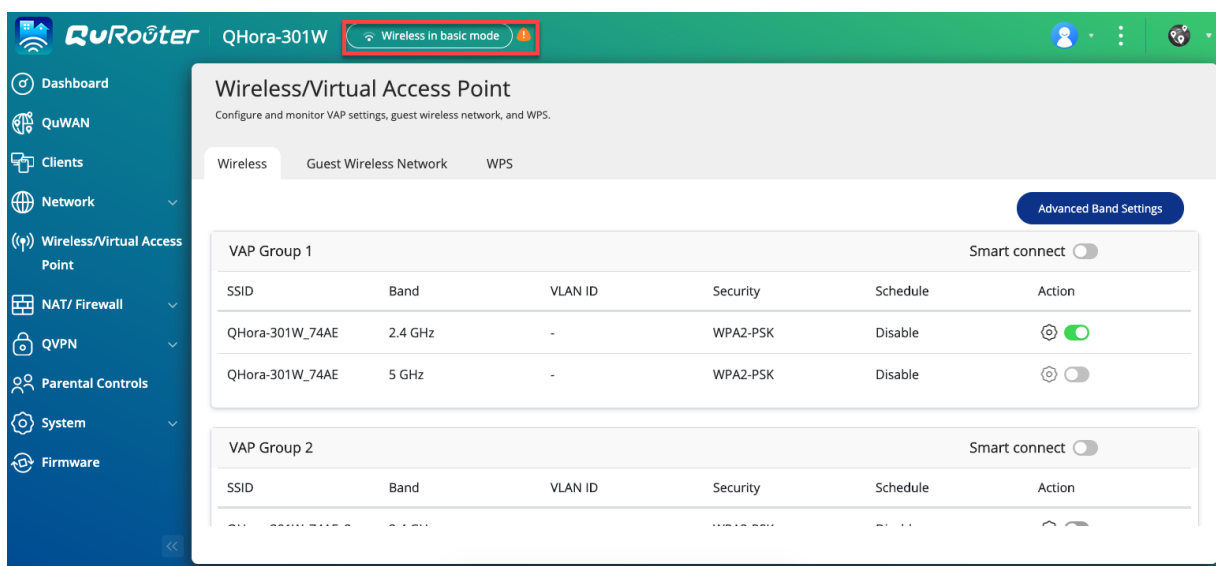 QuRouter QHora-301W Wireless in basic mode
Dashboard
QuWAN
Clients
Network
Wireless/Virtual Access
Point
NAT/ Firewall
QVPN
Parental Controls
System
Firmware
Wireless/Virtual Access Point
Configure and monitor VAP settings, guest wireless network, and WPS.
Wireless Guest Wireless Network WPS
Advanced Band Settings
VAP Group 1 Smart connect
SSID Band VLAN ID Security Schedule Action
QHora-301W_74AE 2.4 GHz - WPA2-PSK Disable
QHora-301W_74AE 5 GHz - WPA2-PSK Disable
VAP Group 2 Smart connect
SSID Band VLAN ID Security Schedule Action